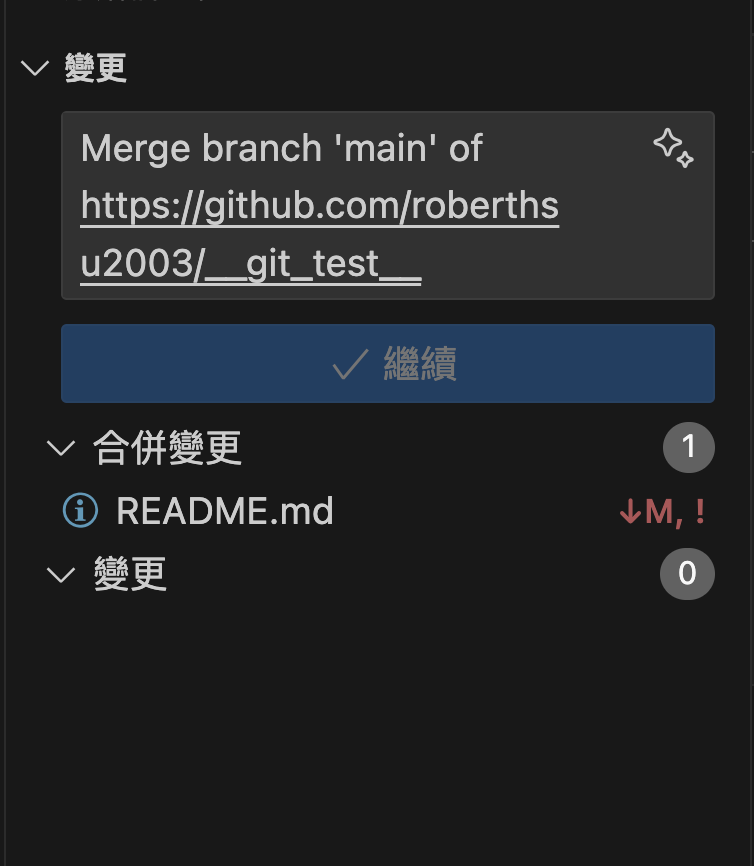 變更
Merge branch 'main' of
https://github.com/roberths
u2003/__git_test__
繼續
合併變更 1
README.md ↓M, !
變更 0